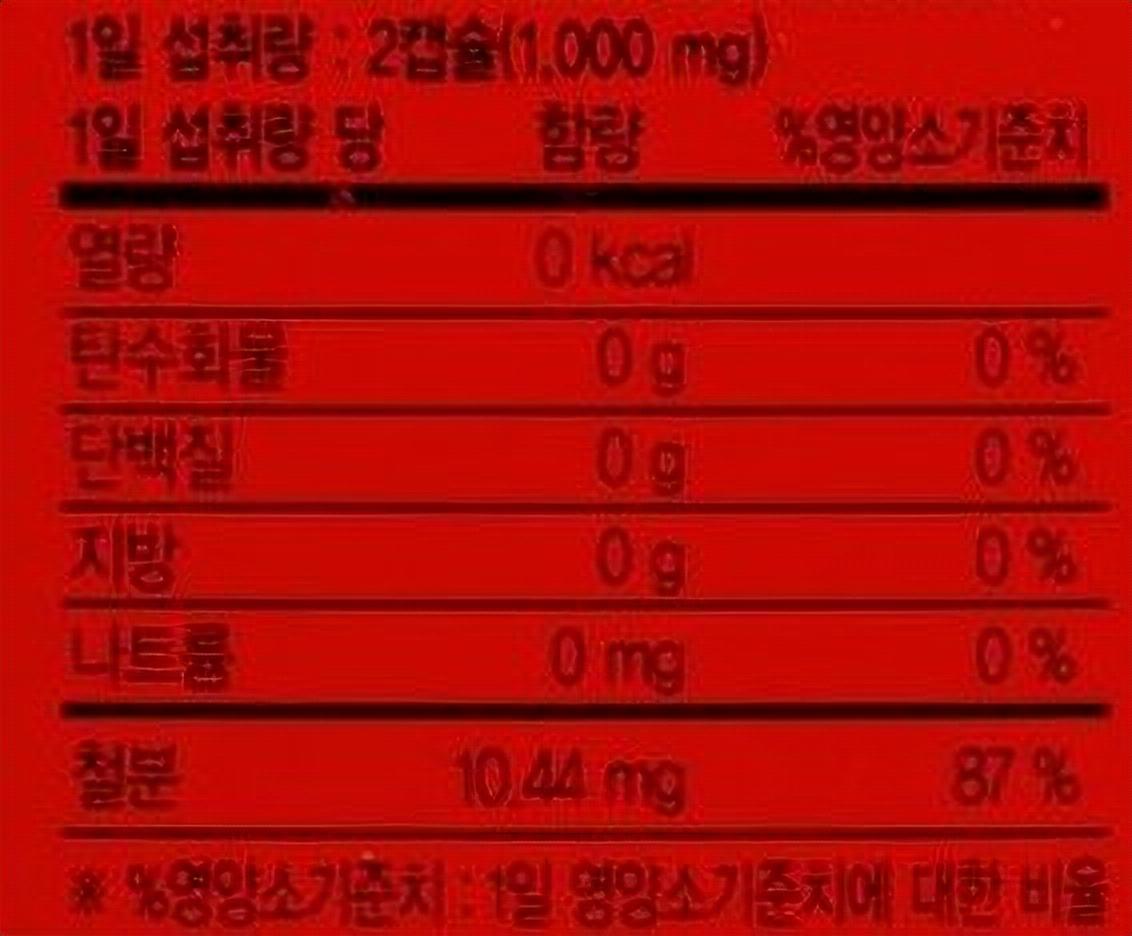 1일 섭취량 : 2캡슐(1,000 mg)
1일 섭취량 당 함량 %영양소기준치
열량 0 kcal
탄수화물 0 g 0 %
단백질 0 g 0 %
지방 0 g 0 %
나트륨 0 mg 0 %
철분 10.44 mg 87 %
※ %영양소기준치 : 1일 영양소기준치에 대한 비율